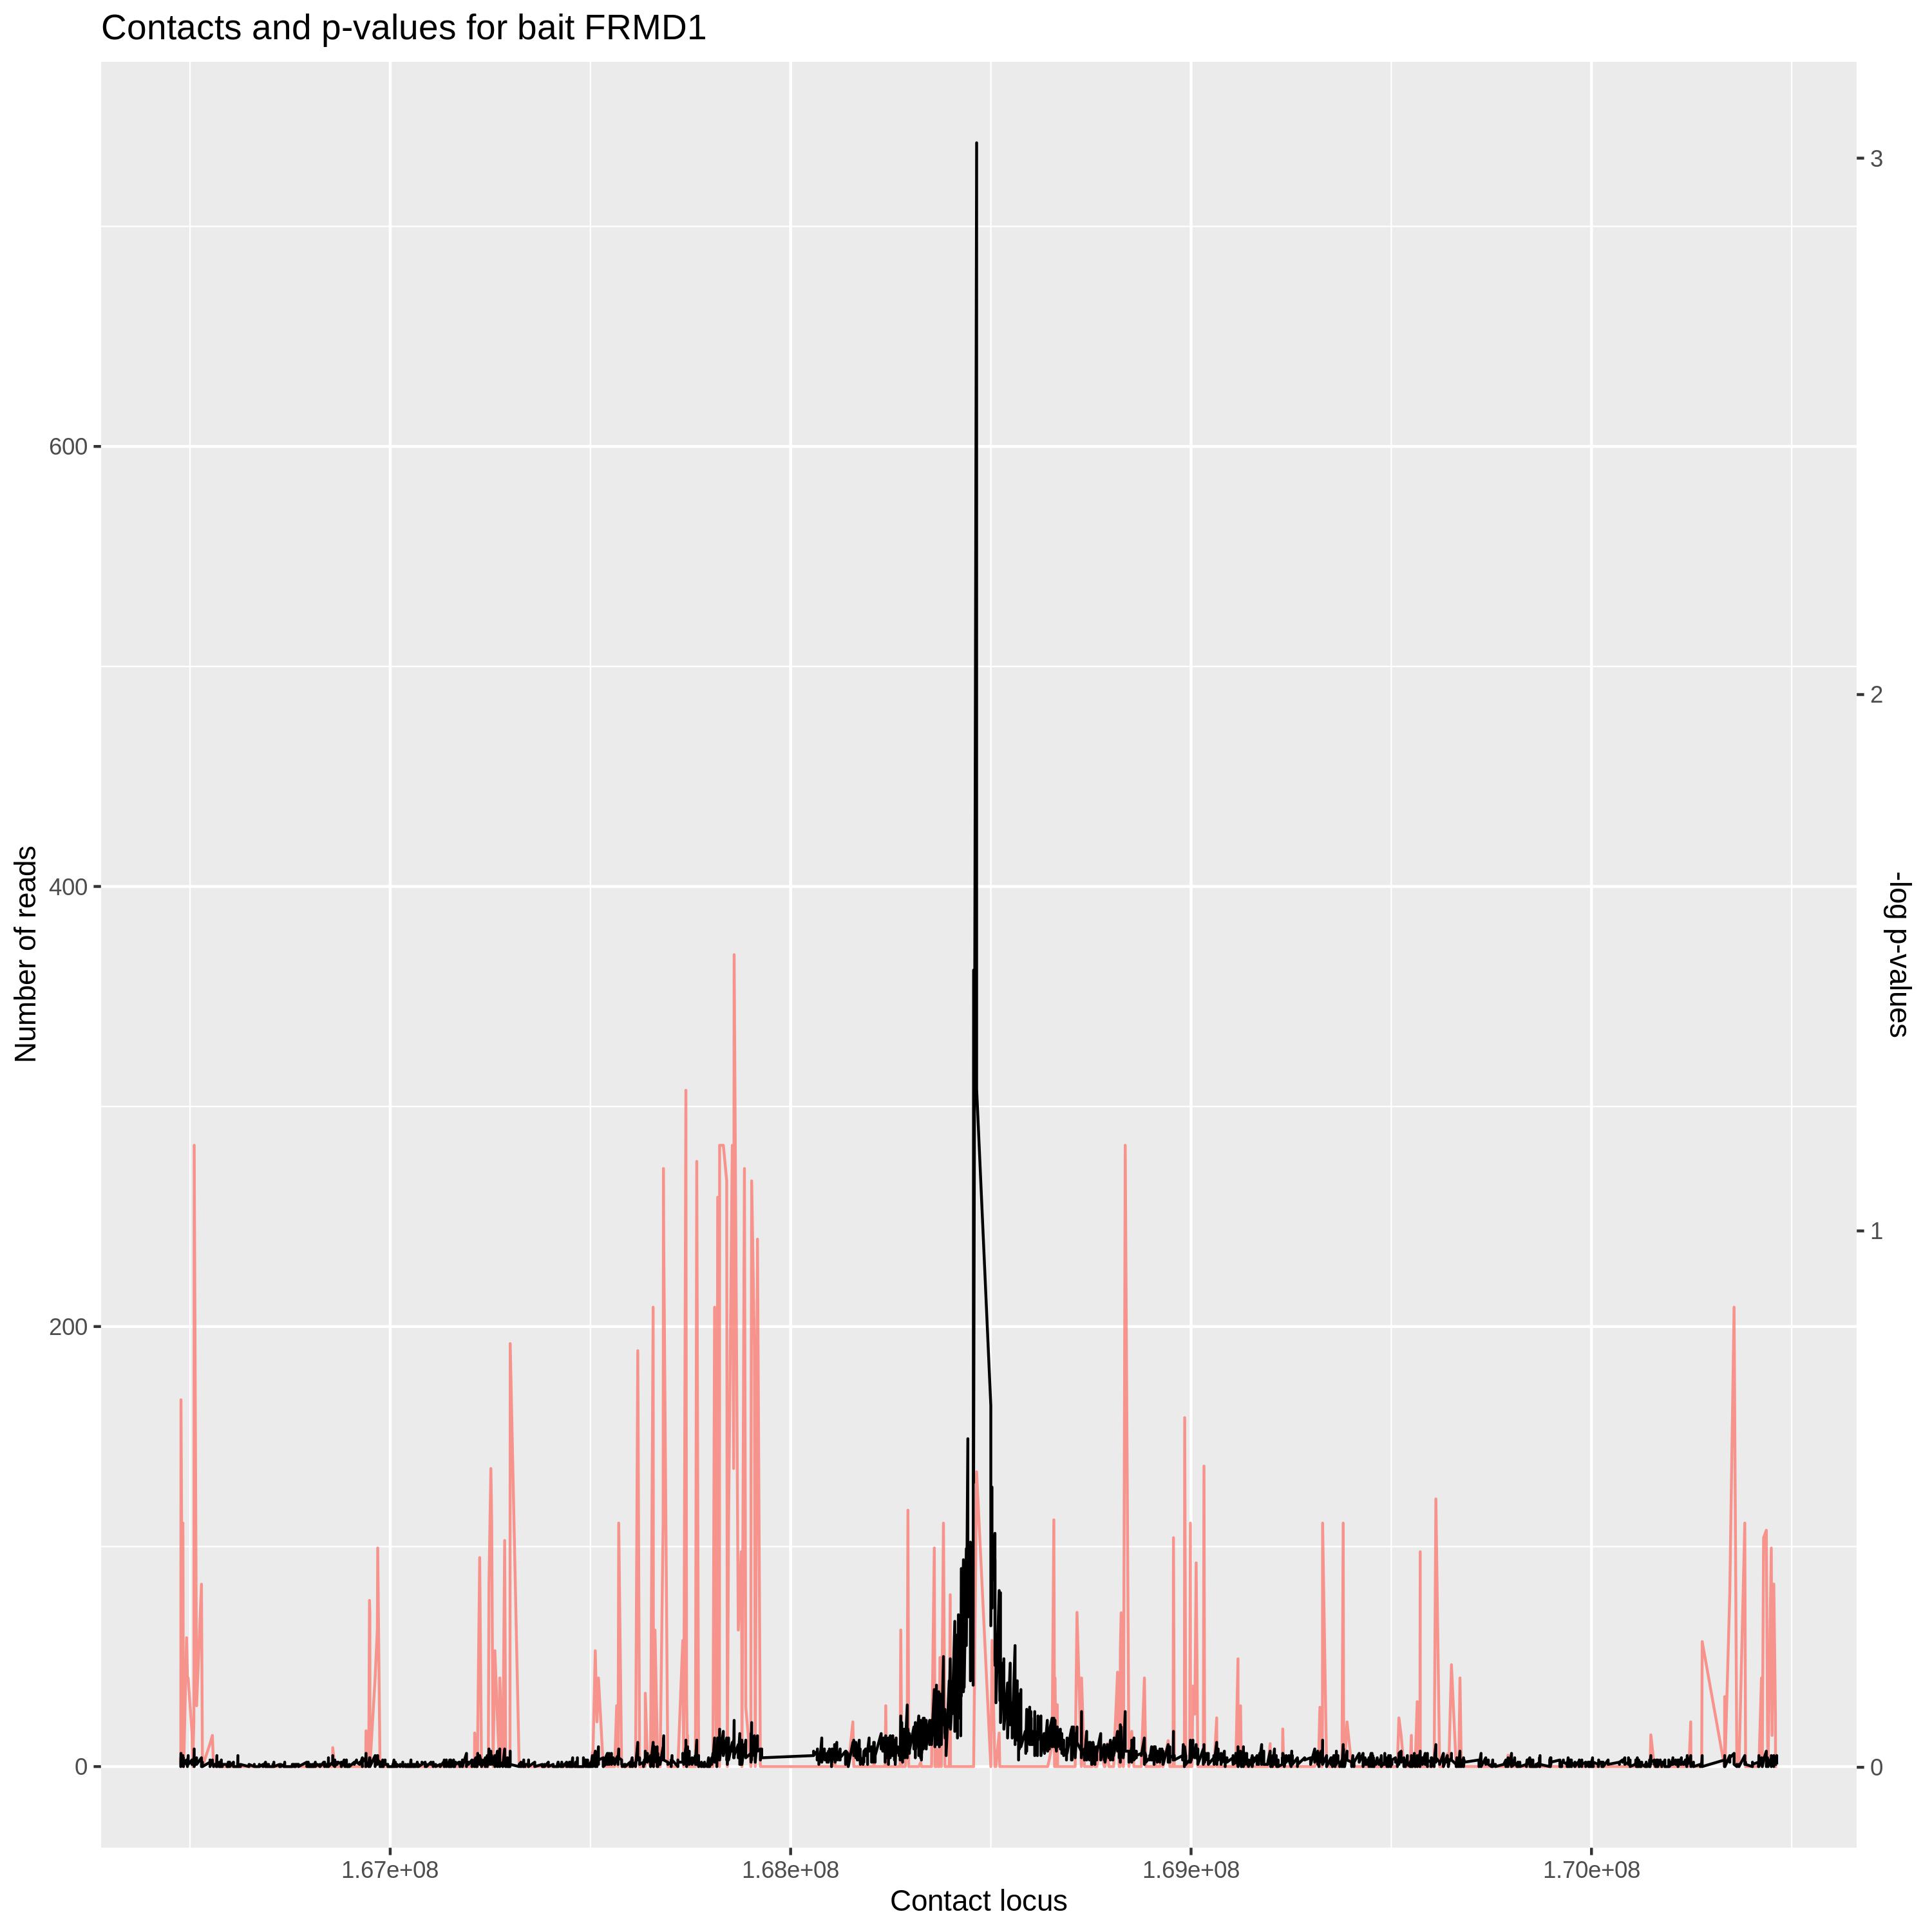 Contacts and p-values for bait FRMD1
Number of reads
600
400
200
0
3
2
1
0
-log p-values
1.67e+08
1.68e+08
1.69e+08
1.70e+08
Contact locus